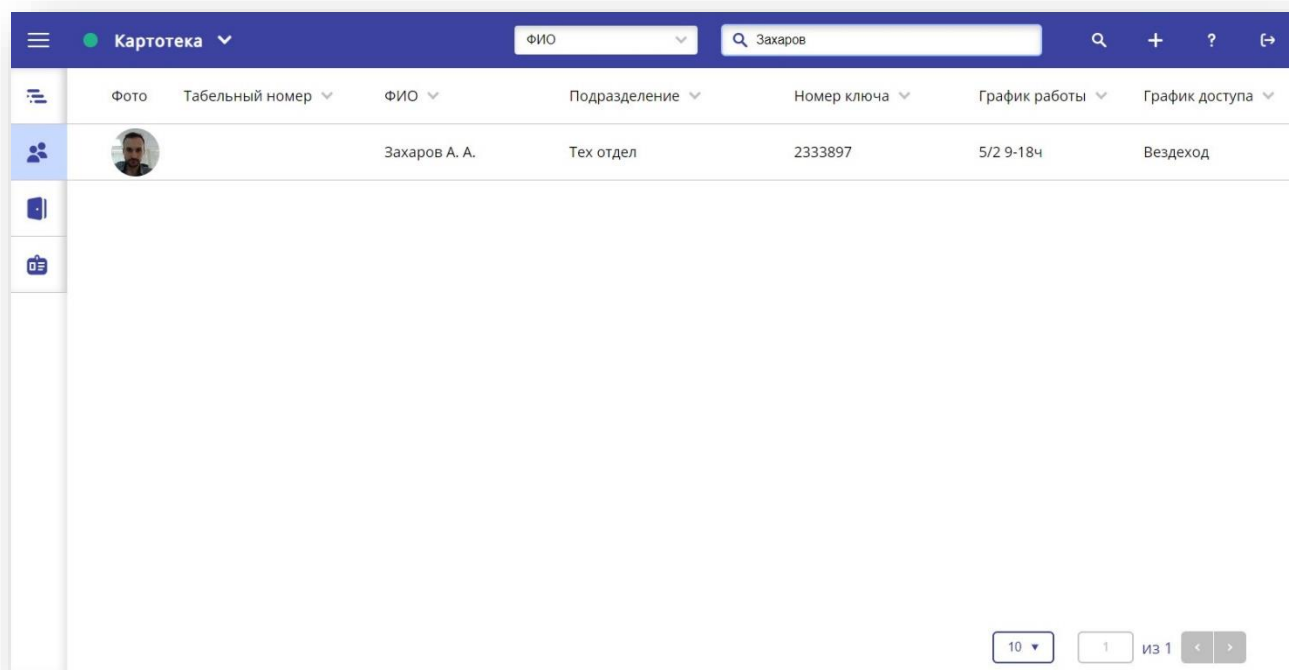 Картотека ФИО Захаров ?
Фото Табельный номер ФИО Подразделение Номер ключа График работы График доступа
Захаров А. А. Тех отдел 2333897 5/2 9-18ч Вездеход
10 1 из 1